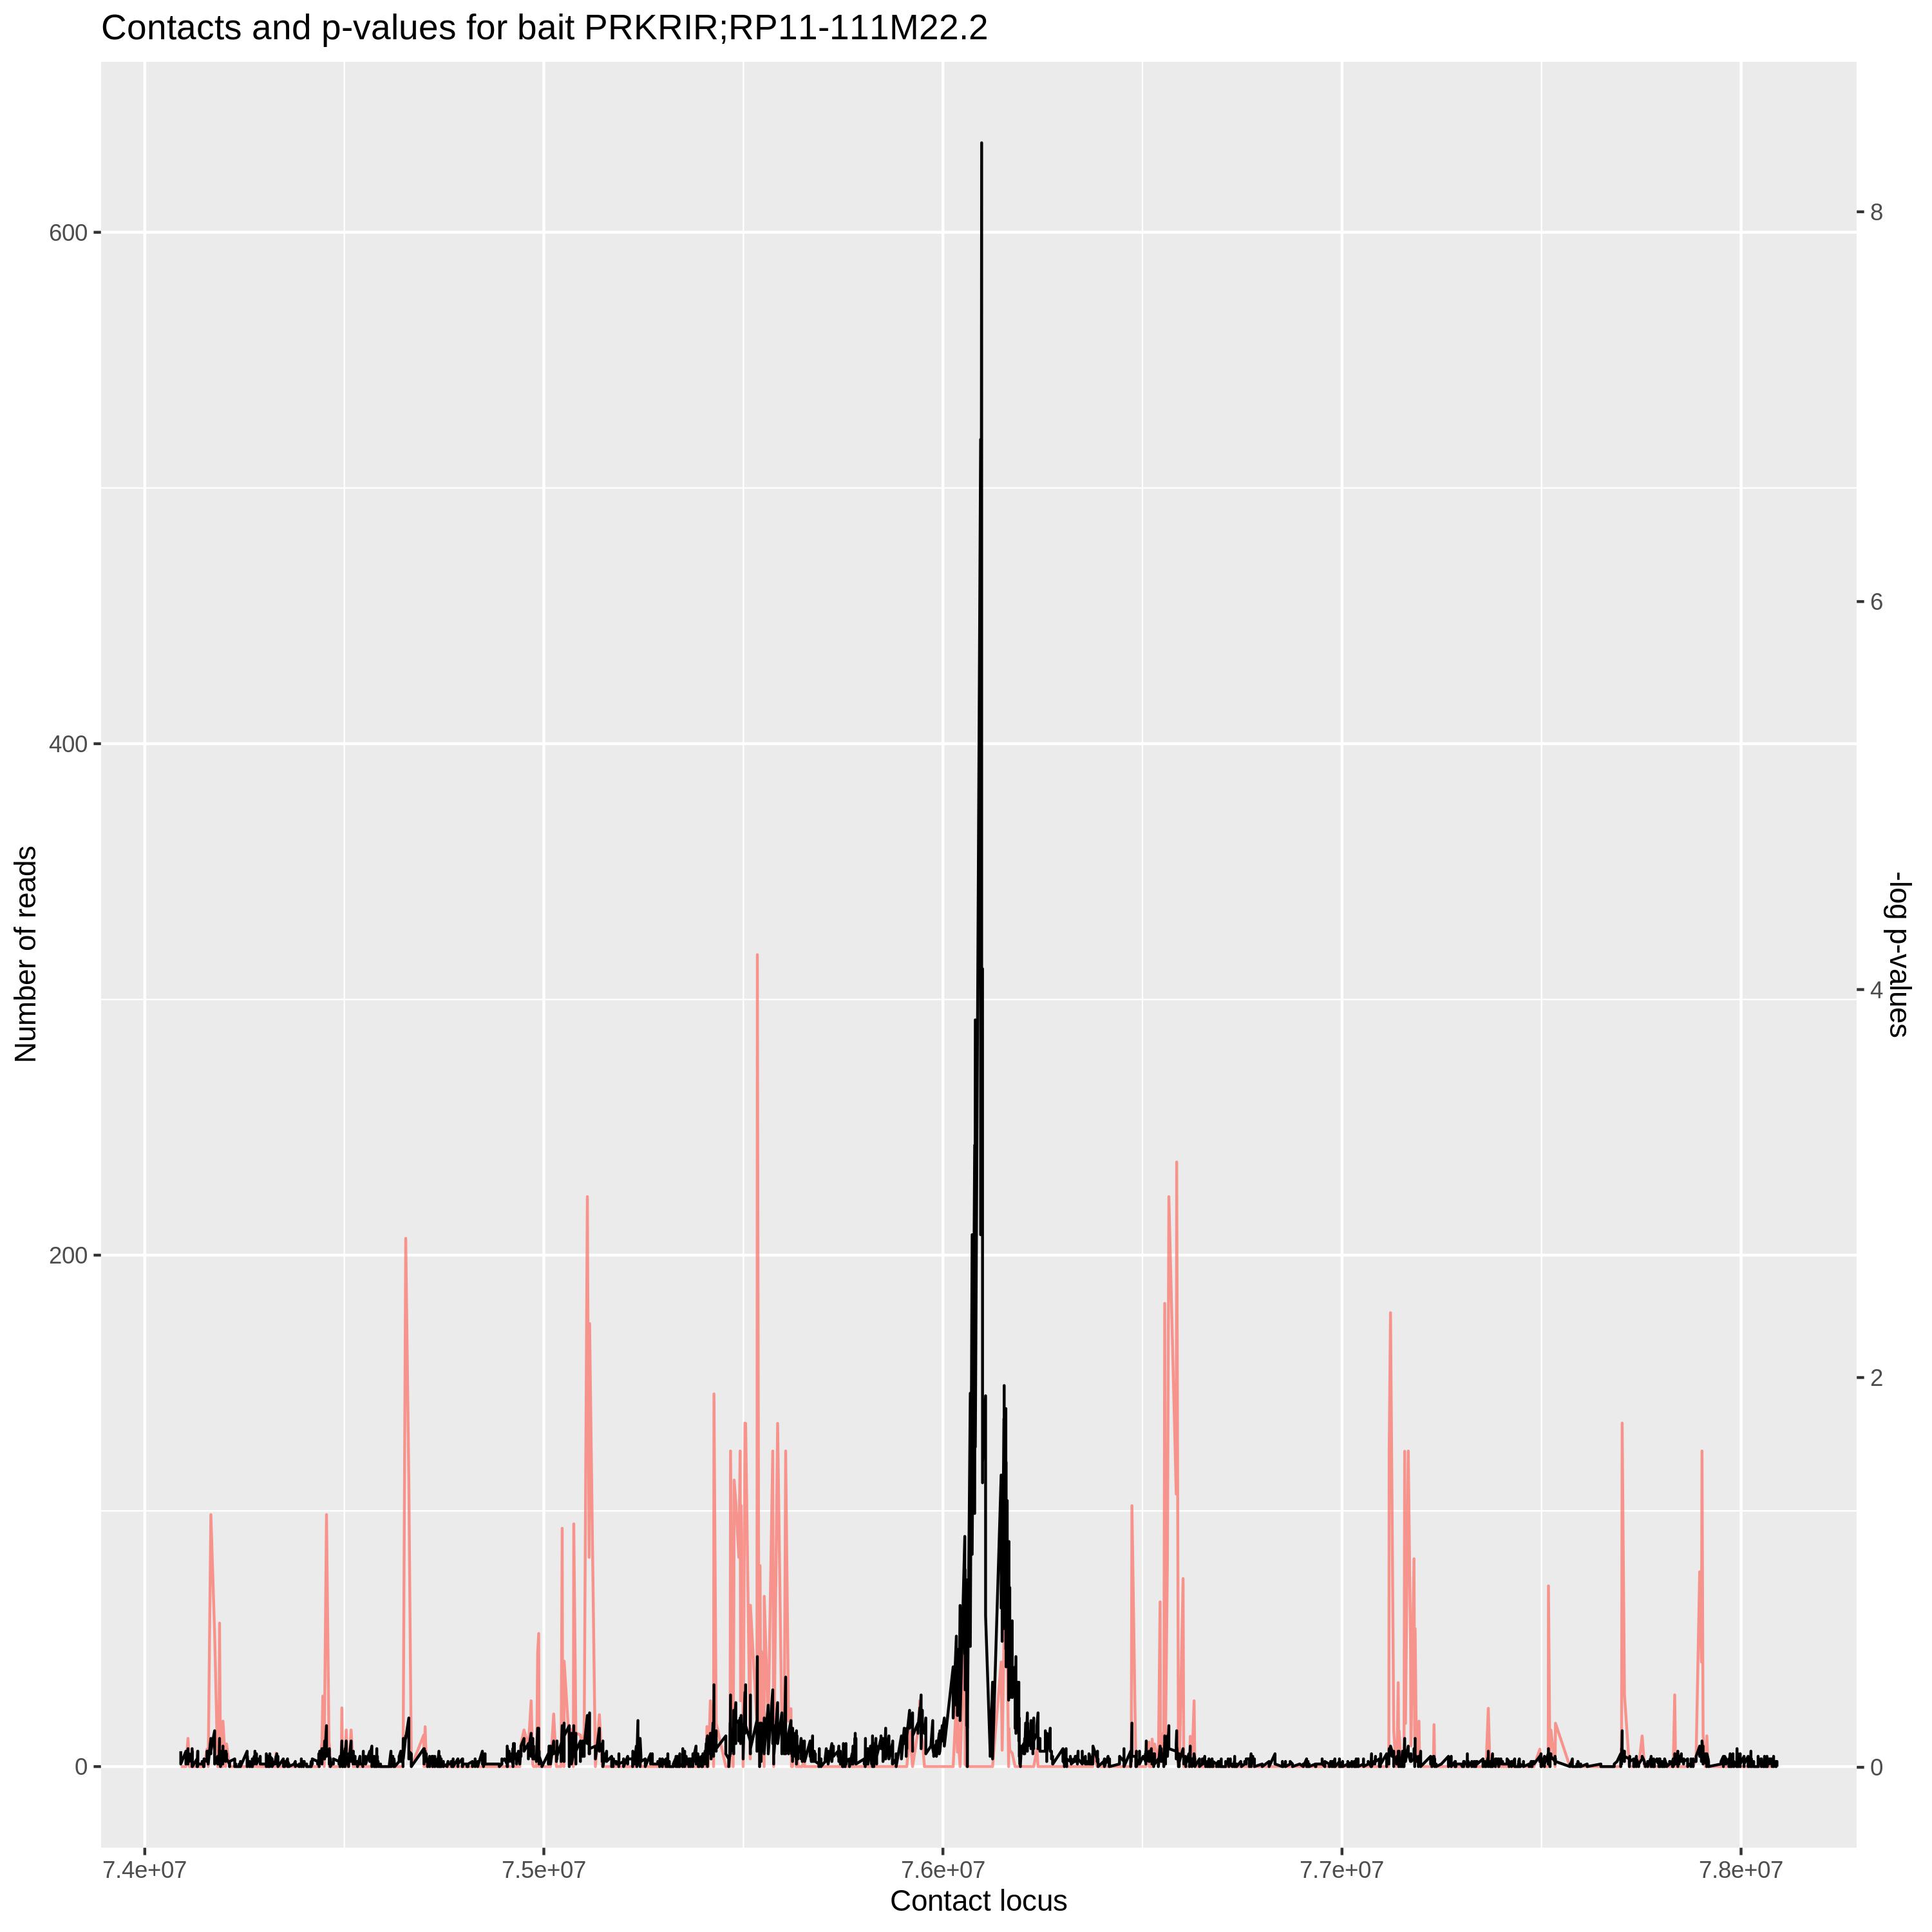 Contacts and p-values for bait PRKRIR;RP11-111M22.2
600
400
200
0
Number of reads
8
6
4
2
0
-log p-values
7.4e+07 7.5e+07 7.6e+07 7.7e+07 7.8e+07
Contact locus